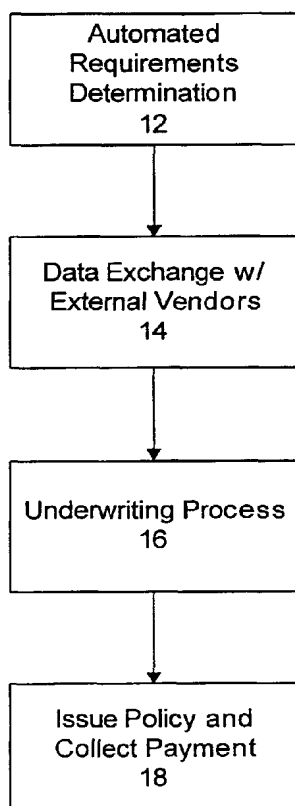 Automated
Requirements
Determination
12
Data Exchange w/
External Vendors
14
Underwriting Process
16
Issue Policy and
Collect Payment
18